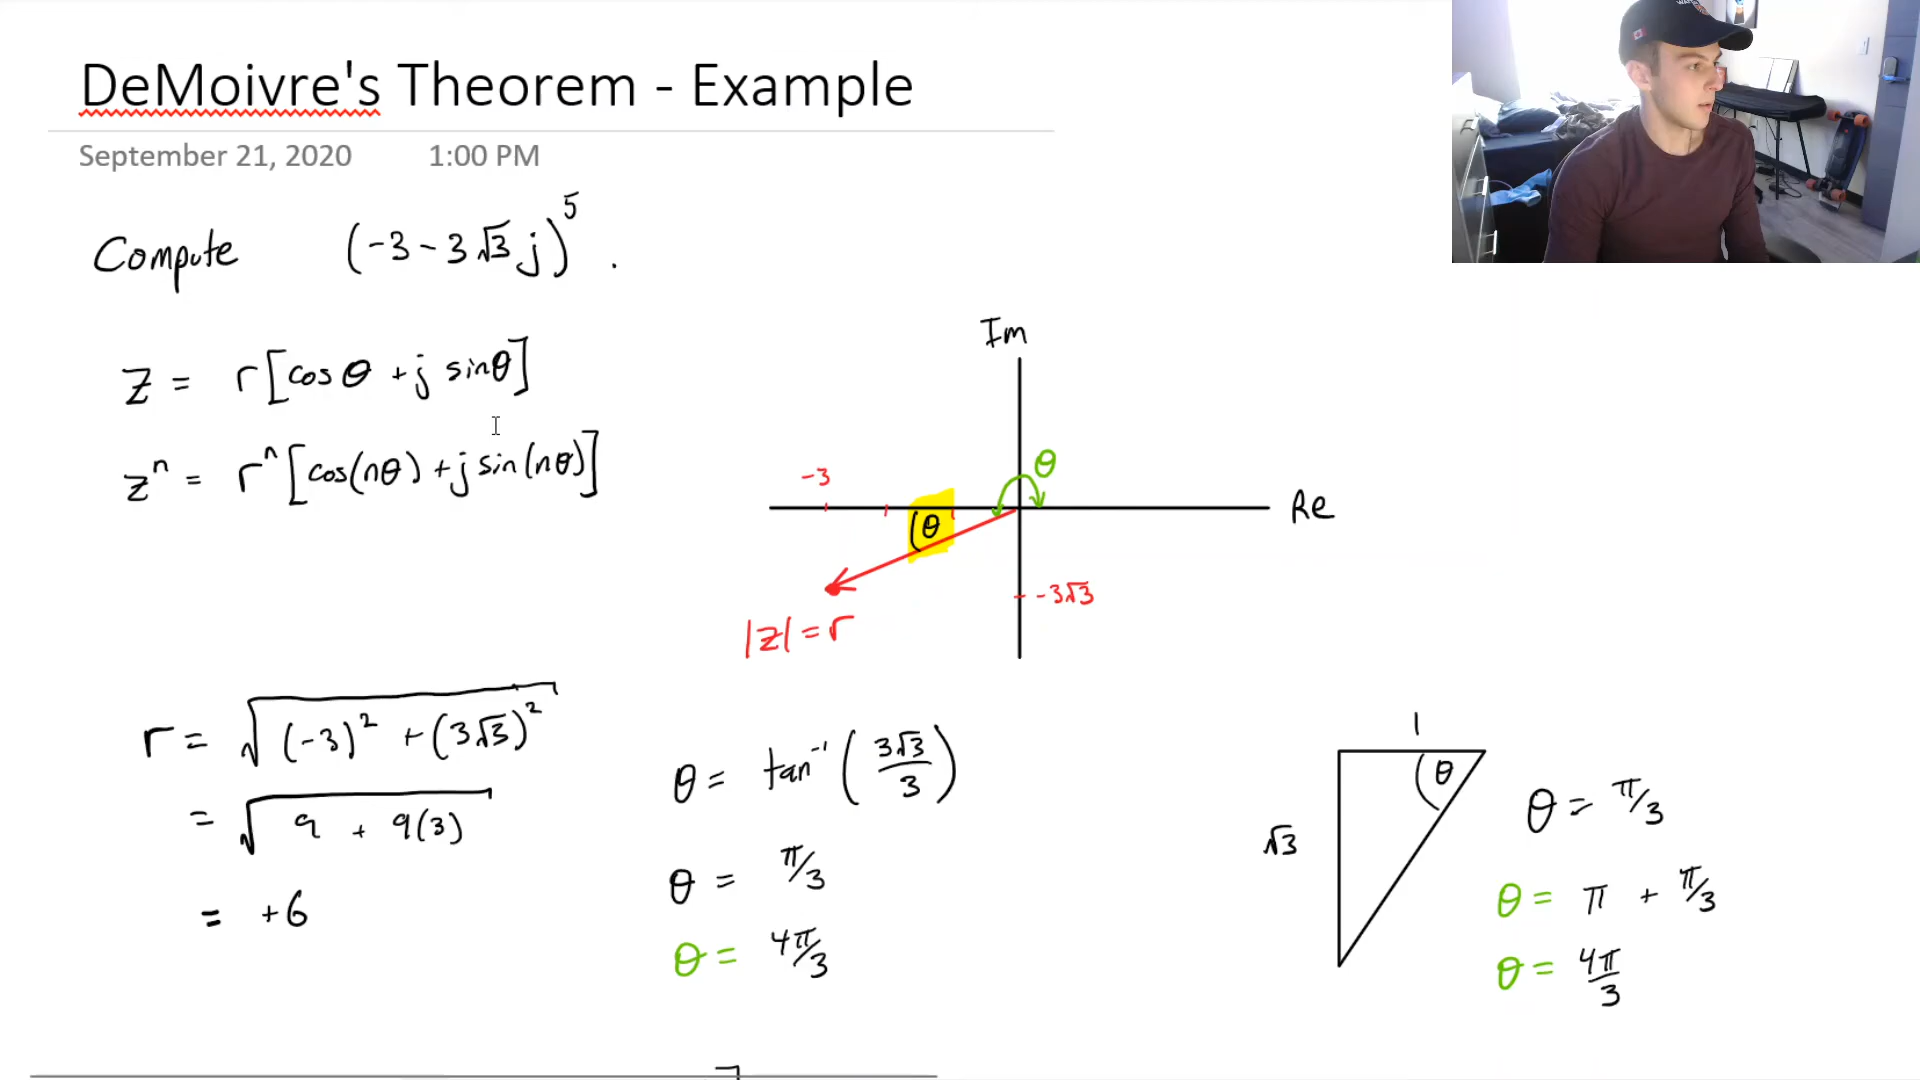 DeMoivre's Theorem - Example
September 21, 2020 1:00 PM
Compute (-3 - 3√3 j)^5 .
z = r[cos θ + j sin θ]
z^n = r^n [cos(nθ) + j sin(nθ)]
Im
θ
-3
Re
θ
-3√3
|z| = r
r = √((-3)^2 + (3√3)^2)
= √(9 + 9(3))
= +6
θ = tan^-1 (3√3/3)
θ = π/3
θ = 4π/3
1
θ
√3
θ = π/3
θ = π + π/3
θ = 4π/3